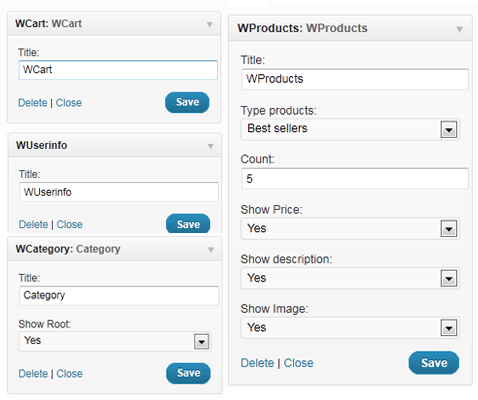 WCart: WCart
Title:
WCart
Delete | Close
Save
WUserinfo
Title:
WUserinfo
Delete | Close
Save
WCategory: Category
Title:
Category
Show Root:
Yes
Delete | Close
Save
WProducts: WProducts
Title:
WProducts
Type products:
Best sellers
Count:
5
Show Price:
Yes
Show description:
Yes
Show Image:
Yes
Delete | Close
Save